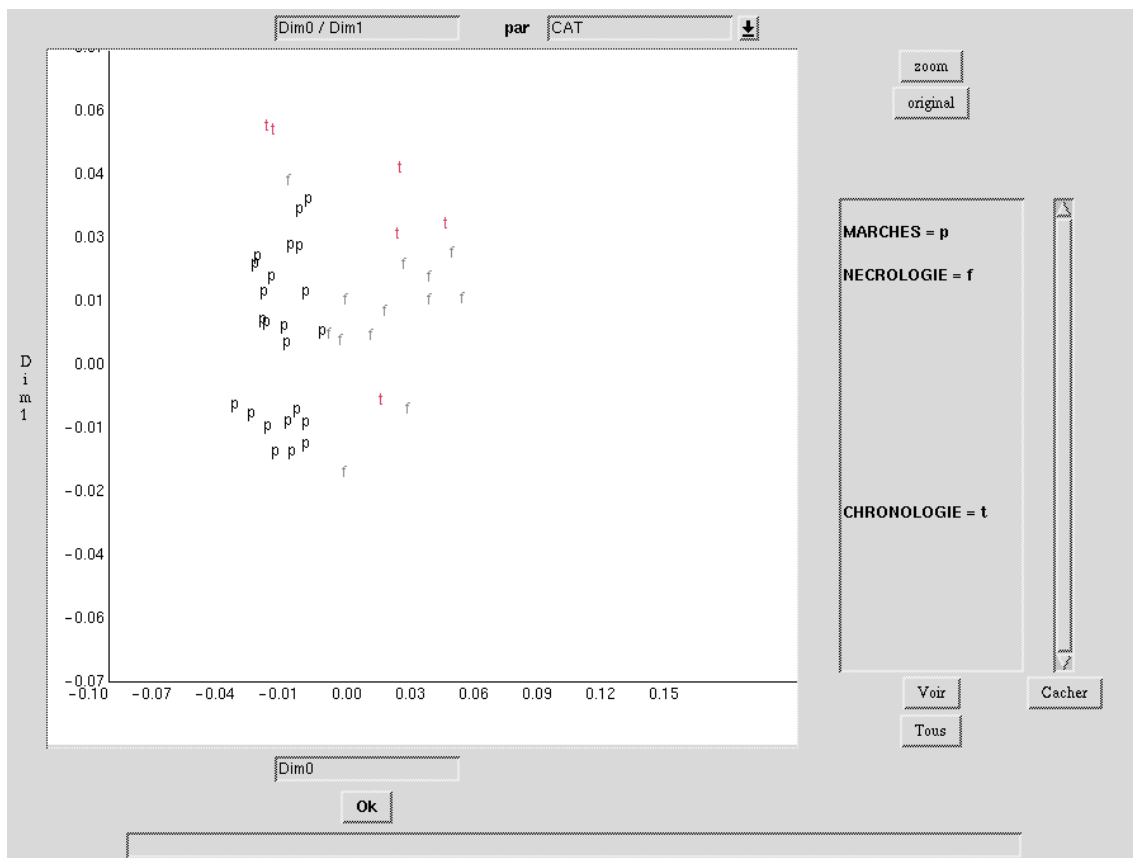 Dim0 / Dim1 par CAT
zoom
original
0.06
0.04
0.03
0.01
0.00
-0.01
-0.02
-0.04
-0.06
-0.07
-0.10 -0.07 -0.04 -0.01 0.00 0.03 0.06 0.09 0.12 0.15
Dim1
t t
t
f
p
p
t
t
p p
f
p
p
f
p
f
p
p
f
f
f
f
p
p
p
p
f
f
f
p
p
t
p
p
f
p
p
p
p
p
p
p
f
MARCHES = p
NECROLOGIE = f
CHRONOLOGIE = t
Voir
Cacher
Tous
Dim0
Ok